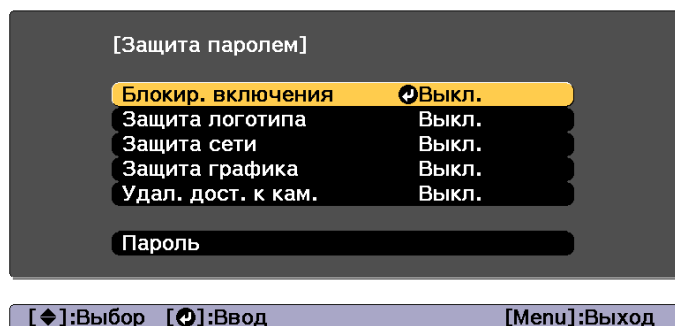 [Защита паролем]
Блокир. включения Выкл.
Защита логотипа Выкл.
Защита сети Выкл.
Защита графика Выкл.
Удал. дост. к кам. Выкл.
Пароль
[ ]:Выбор [ ]:Ввод [Menu]:Выход